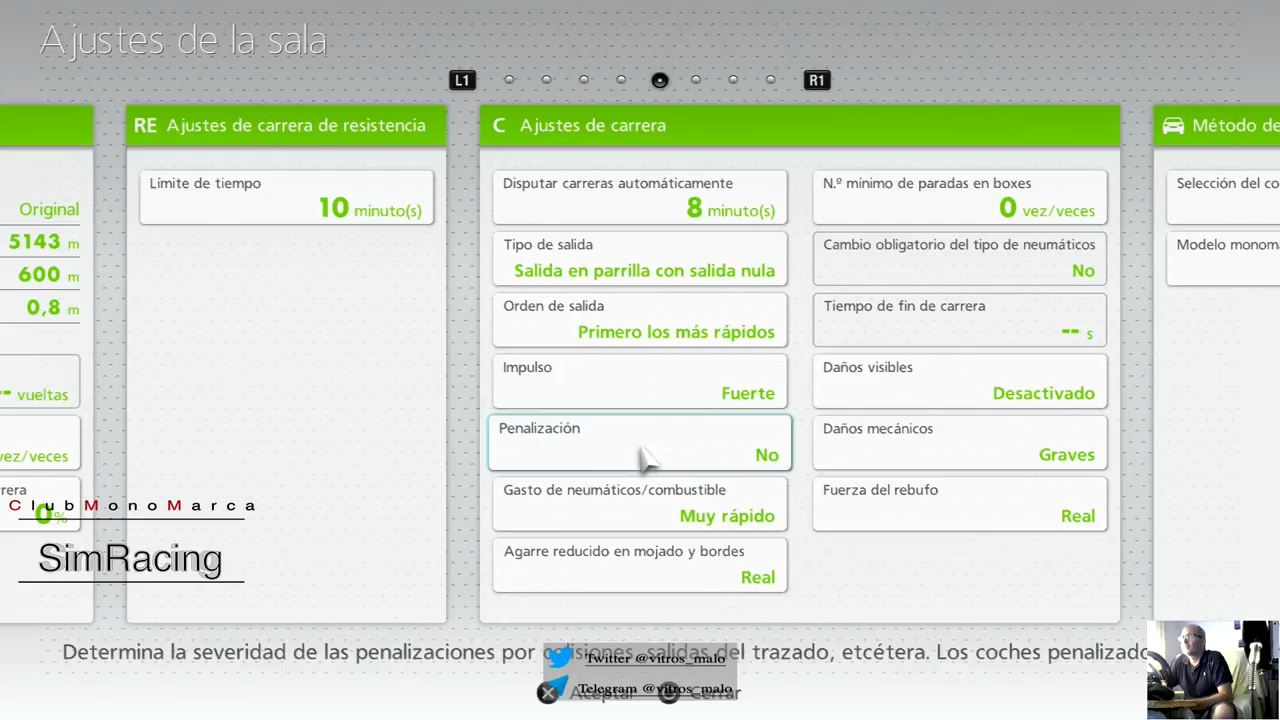 Ajustes de la sala
L1
R1
Original
5143 m
600 m
0,8 m
-- vueltas
vez/veces
rera
0%
RE Ajustes de carrera de resistencia
Límite de tiempo
10 minuto(s)
C Ajustes de carrera
Disputar carreras automáticamente
8 minuto(s)
Tipo de salida
Salida en parrilla con salida nula
Orden de salida
Primero los más rápidos
Impulso
Fuerte
Penalización
No
Gasto de neumáticos/combustible
Muy rápido
Agarre reducido en mojado y bordes
Real
N.º mínimo de paradas en boxes
0 vez/veces
Cambio obligatorio del tipo de neumáticos
No
Tiempo de fin de carrera
-- s
Daños visibles
Desactivado
Daños mecánicos
Graves
Fuerza del rebufo
Real
Método de
Selección del co
Modelo monoma
ClubMonoMarca
SimRacing
Determina la severidad de las penalizaciones por colisiones, salidas del trazado, etcétera. Los coches penalizado
Twitter @vitros_malo
Telegram @vitros_malo
Aceptar Cerrar